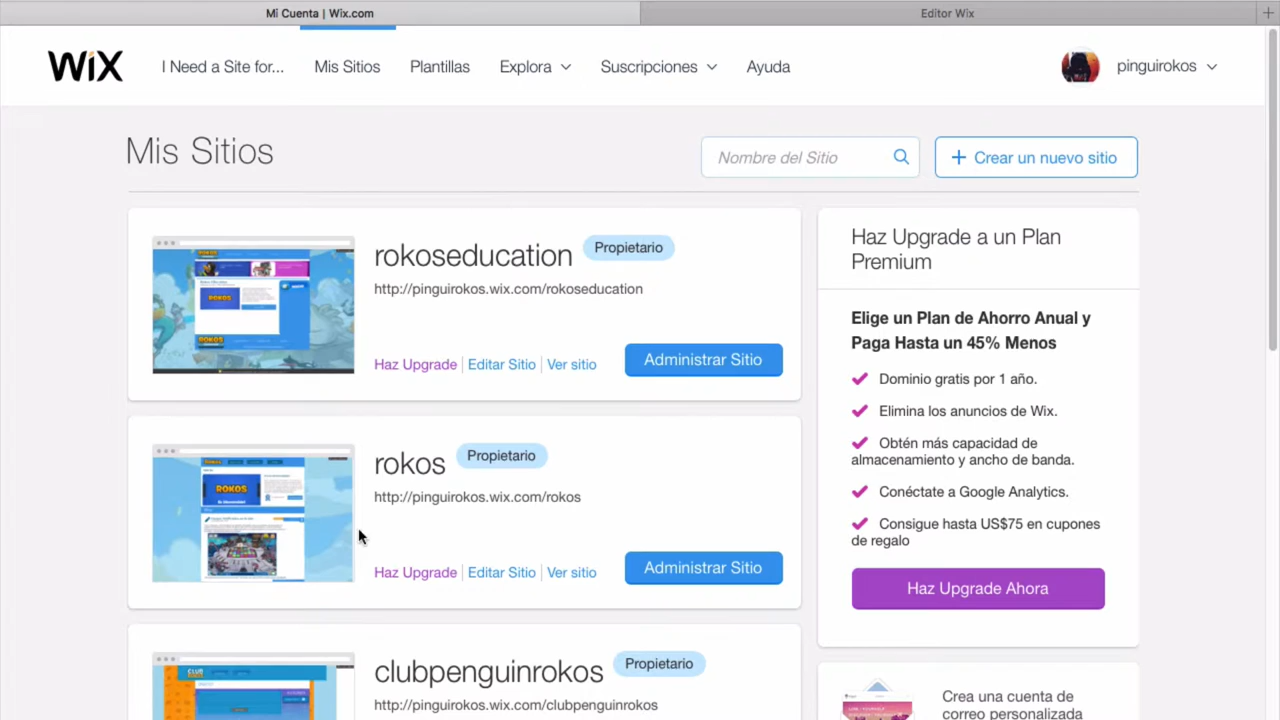 Mi Cuenta | Wix.com
Editor Wix
WiX
I Need a Site for...
Mis Sitios
Plantillas
Explora
Suscripciones
Ayuda
pinguirokos
Mis Sitios
Nombre del Sitio
+ Crear un nuevo sitio
rokoseducation
Propietario
http://pinguirokos.wix.com/rokoseducation
Haz Upgrade | Editar Sitio | Ver sitio
Administrar Sitio
ROKOS
rokos
Propietario
http://pinguirokos.wix.com/rokos
Haz Upgrade | Editar Sitio | Ver sitio
Administrar Sitio
ROKOS
clubpenguinrokos
Propietario
http://pinguirokos.wix.com/clubpenguinrokos
Haz Upgrade a un Plan
Premium
Elige un Plan de Ahorro Anual y
Paga Hasta un 45% Menos
Dominio gratis por 1 año.
Elimina los anuncios de Wix.
Obtén más capacidad de
almacenamiento y ancho de banda.
Conéctate a Google Analytics.
Consigue hasta US$75 en cupones
de regalo
Haz Upgrade Ahora
Crea una cuenta de
correo personalizada